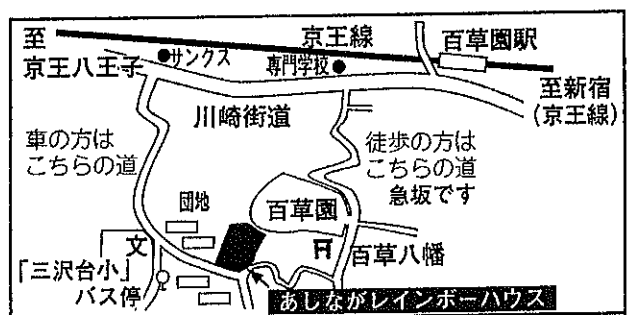 至
京王八王子
サンクス
京王線
専門学校
百草園駅
至新宿
(京王線)
川崎街道
車の方は
こちらの道
徒歩の方は
こちらの道
急坂です
団地
百草園
百草八幡
文
「三沢台小」
バス停
あしながレインボーハウス